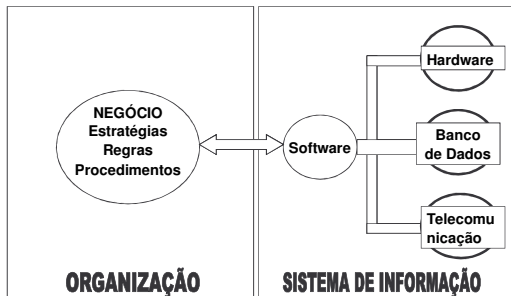 NEGÓCIO
Estratégias
Regras
Procedimentos
Software
Hardware
Banco
de Dados
Telecomu
nicação
ORGANIZAÇÃO
SISTEMA DE INFORMAÇÃO